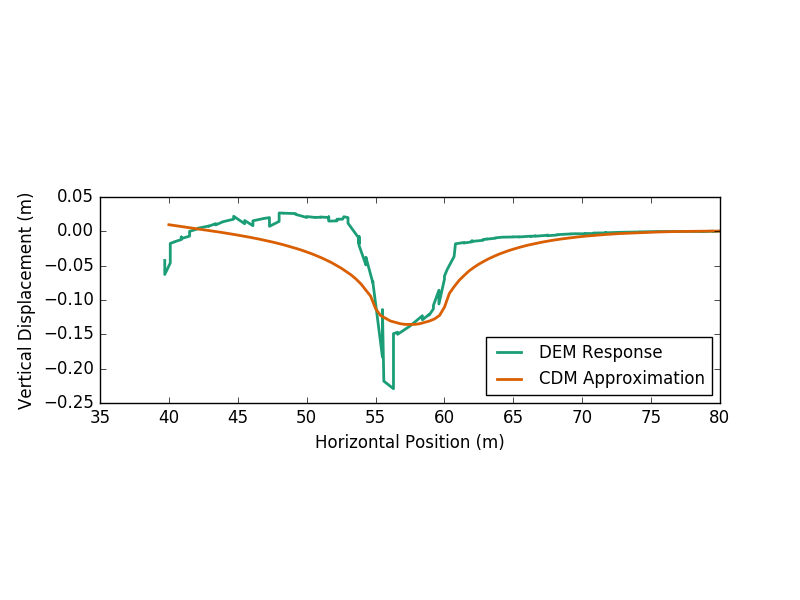 0.05
0.00
−0.05
−0.10
−0.15
−0.20
−0.25
Vertical Displacement (m)
DEM Response
CDM Approximation
35 40 45 50 55 60 65 70 75 80
Horizontal Position (m)